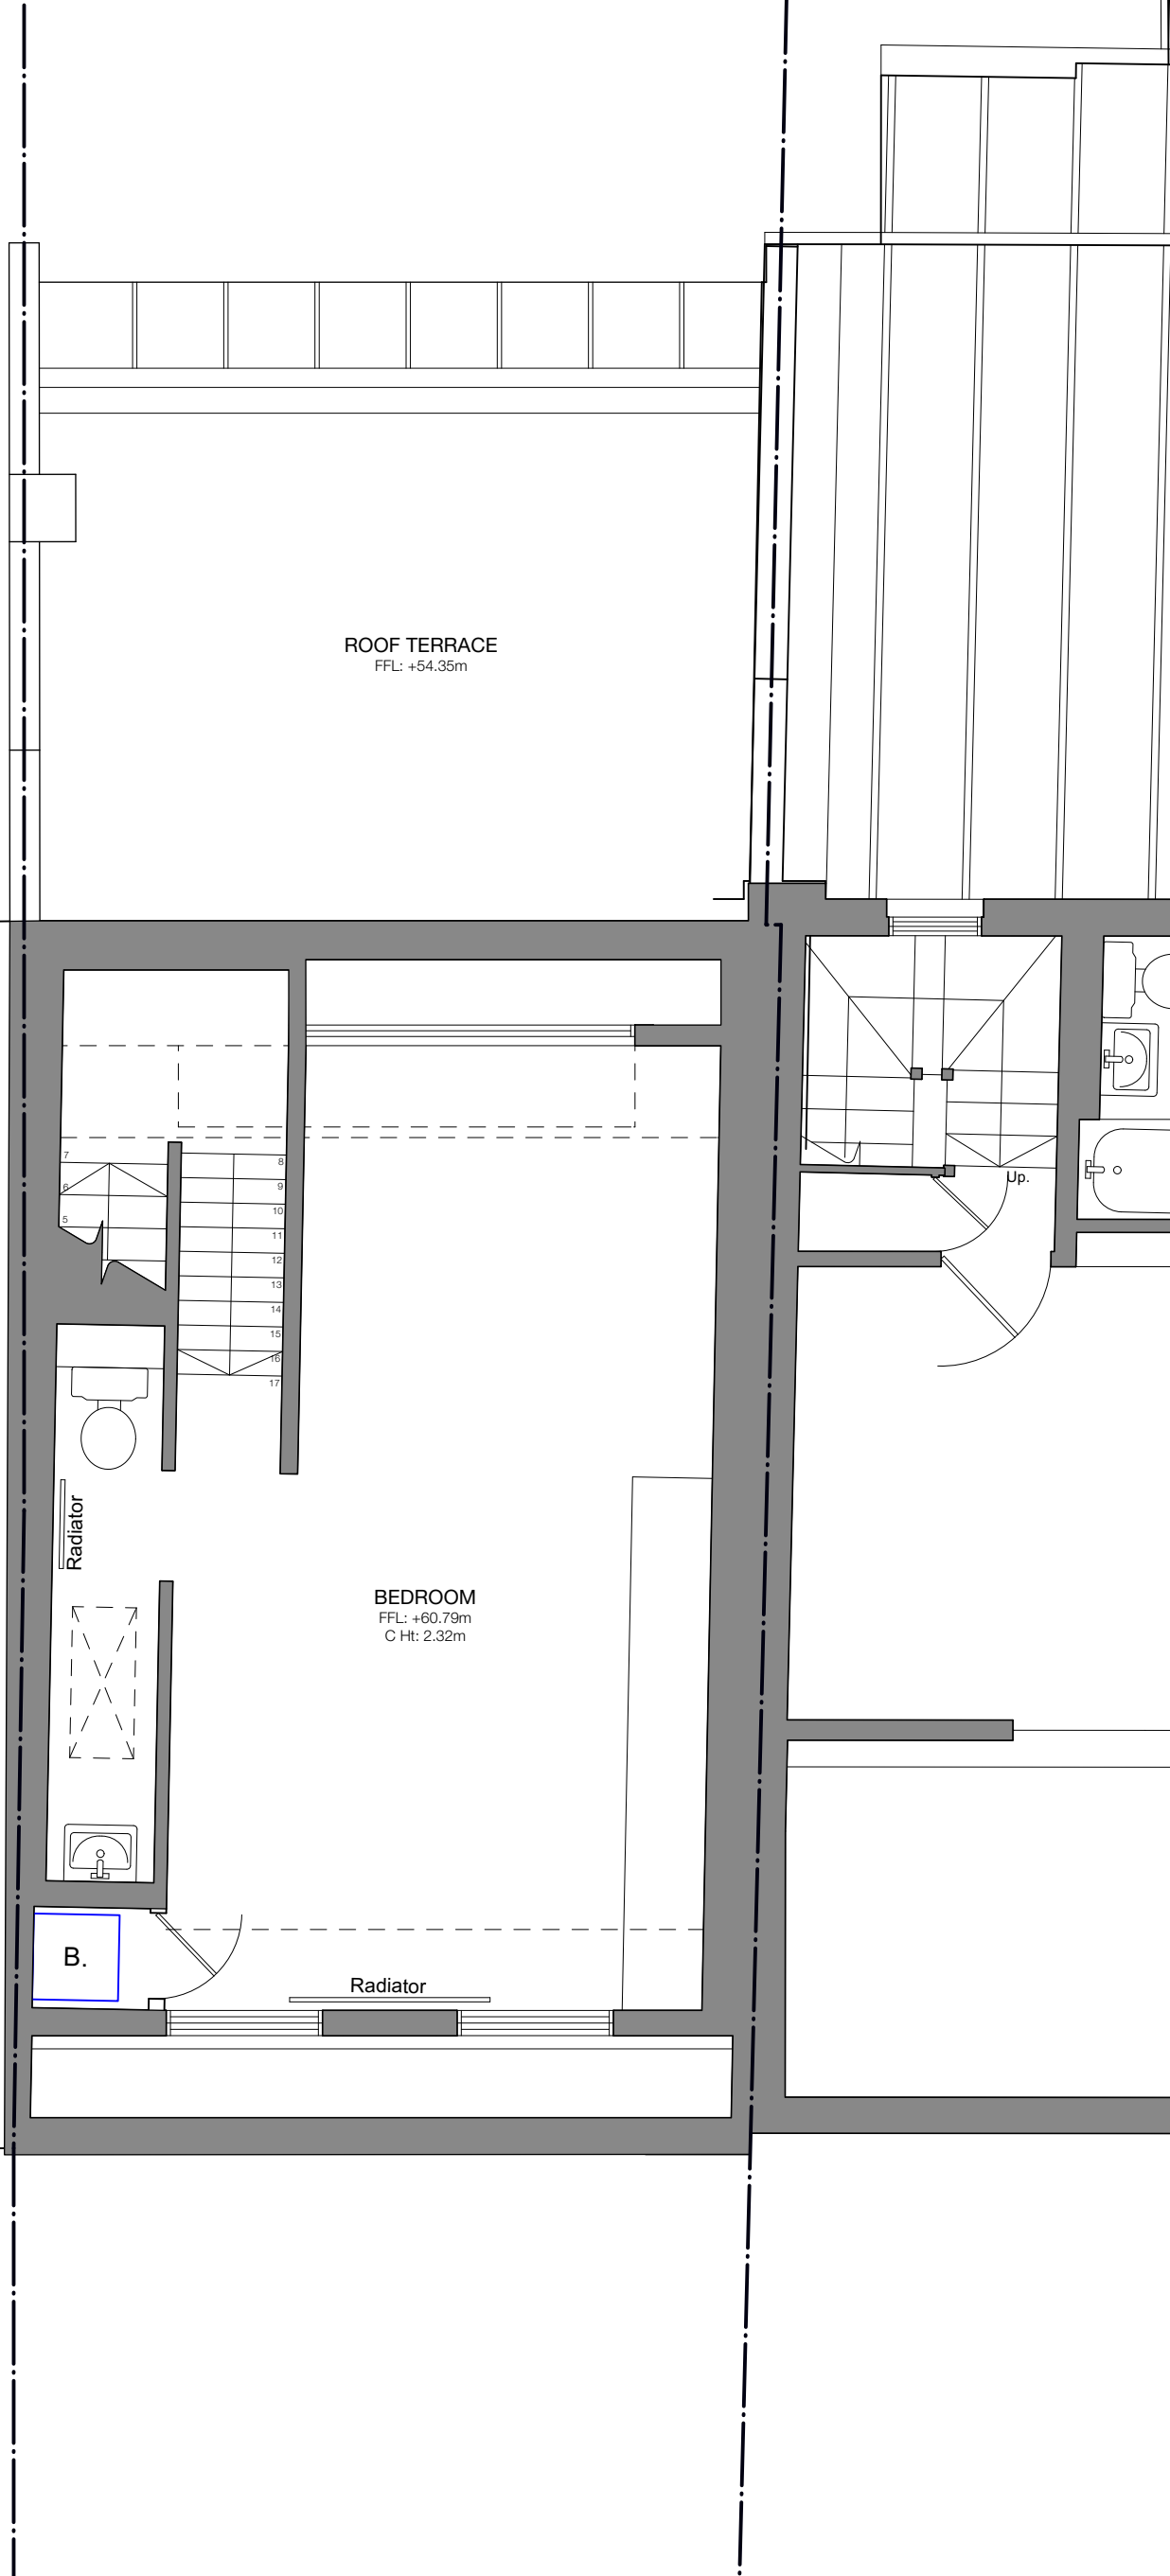 ROOF TERRACE
FFL: +54.35m
7
6
5
8
9
10
11
12
13
14
15
16
17
Up.
Radiator
BEDROOM
FFL: +60.79m
C Ht: 2.32m
B.
Radiator